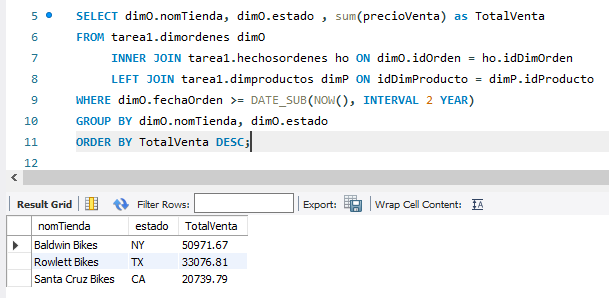 5 SELECT dimO.nomTienda, dimO.estado , sum(precioVenta) as TotalVenta
6 FROM tarea1.dimordenes dimO
7 INNER JOIN tarea1.hechosordenes ho ON dimO.idOrden = ho.idDimOrden
8 LEFT JOIN tarea1.dimproductos dimP ON idDimProducto = dimP.idProducto
9 WHERE dimO.fechaOrden >= DATE_SUB(NOW(), INTERVAL 2 YEAR)
10 GROUP BY dimO.nomTienda, dimO.estado
11 ORDER BY TotalVenta DESC;
12
Result Grid Filter Rows: Export: Wrap Cell Content:
nomTienda estado TotalVenta
Baldwin Bikes NY 50971.67
Rowlett Bikes TX 33076.81
Santa Cruz Bikes CA 20739.79